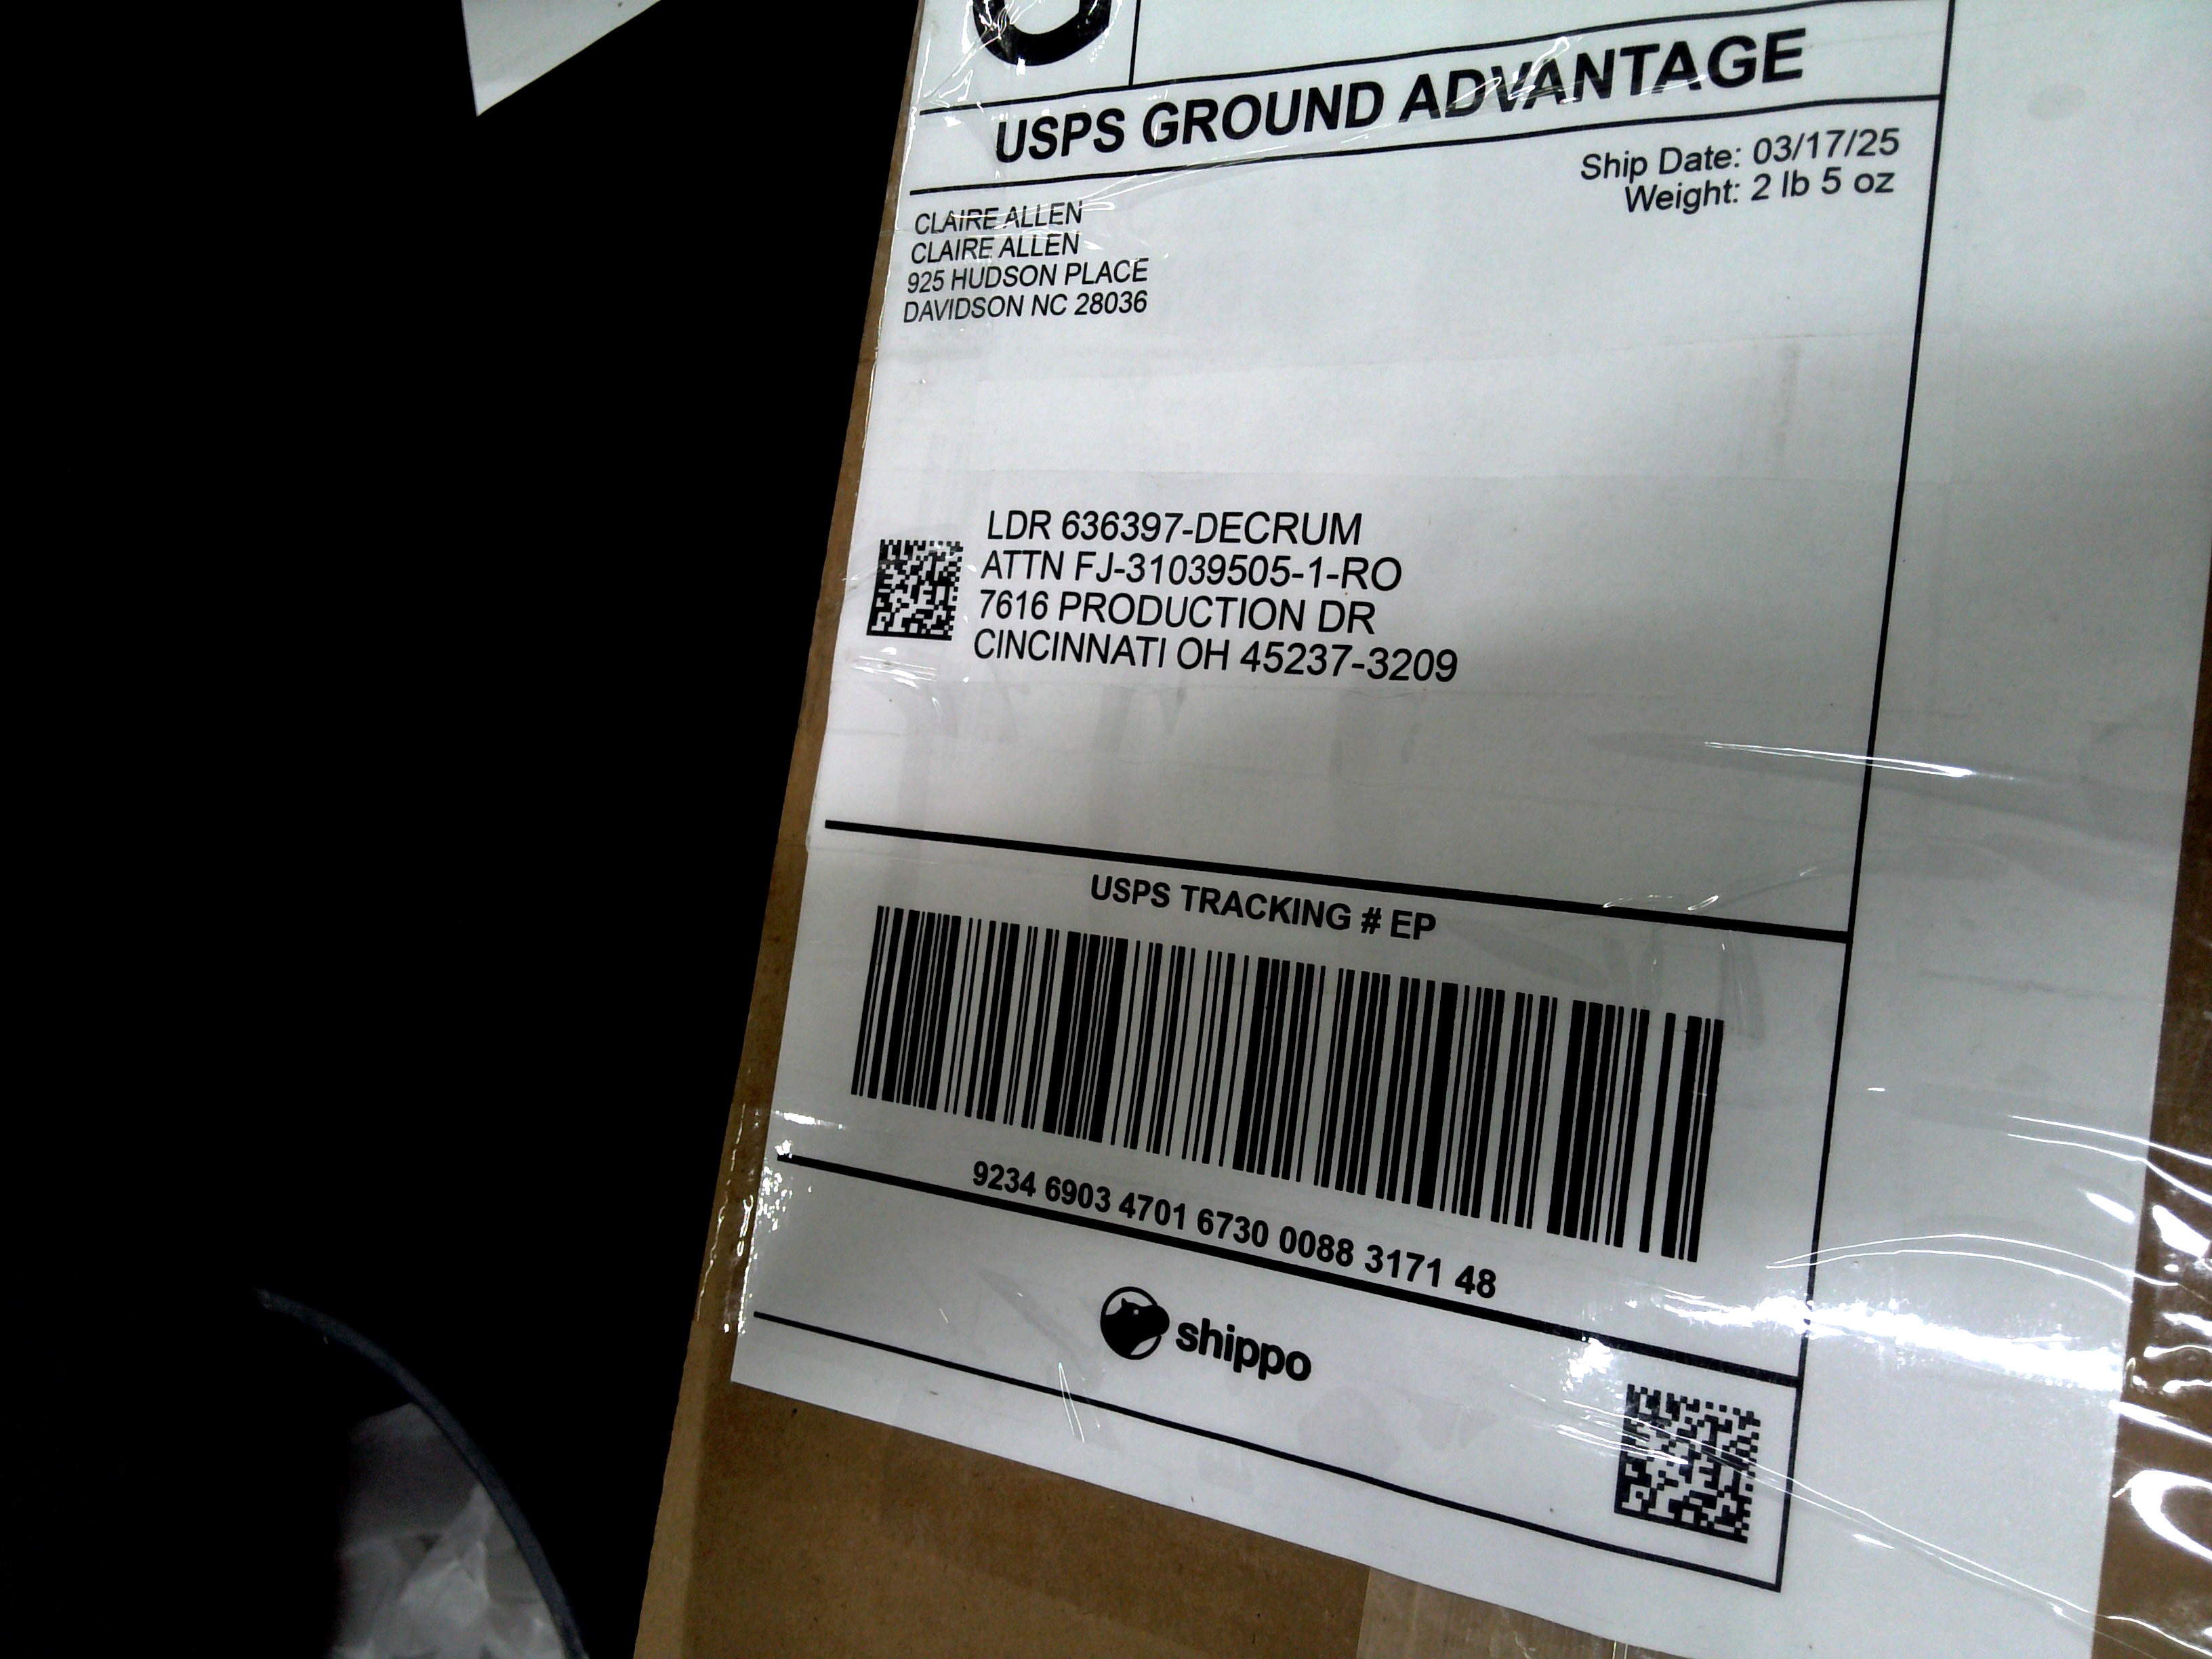 USPS GROUND ADVANTAGE
Ship Date: 03/17/25
Weight: 2 lb 5 oz
CLAIRE ALLEN
CLAIRE ALLEN
925 HUDSON PLACE
DAVIDSON NC 28036
LDR 636397-DECRUM
ATTN FJ-31039505-1-RO
7616 PRODUCTION DR
CINCINNATI OH 45237-3209
USPS TRACKING # EP
9234 6903 4701 6730 0088 3171 48
shippo